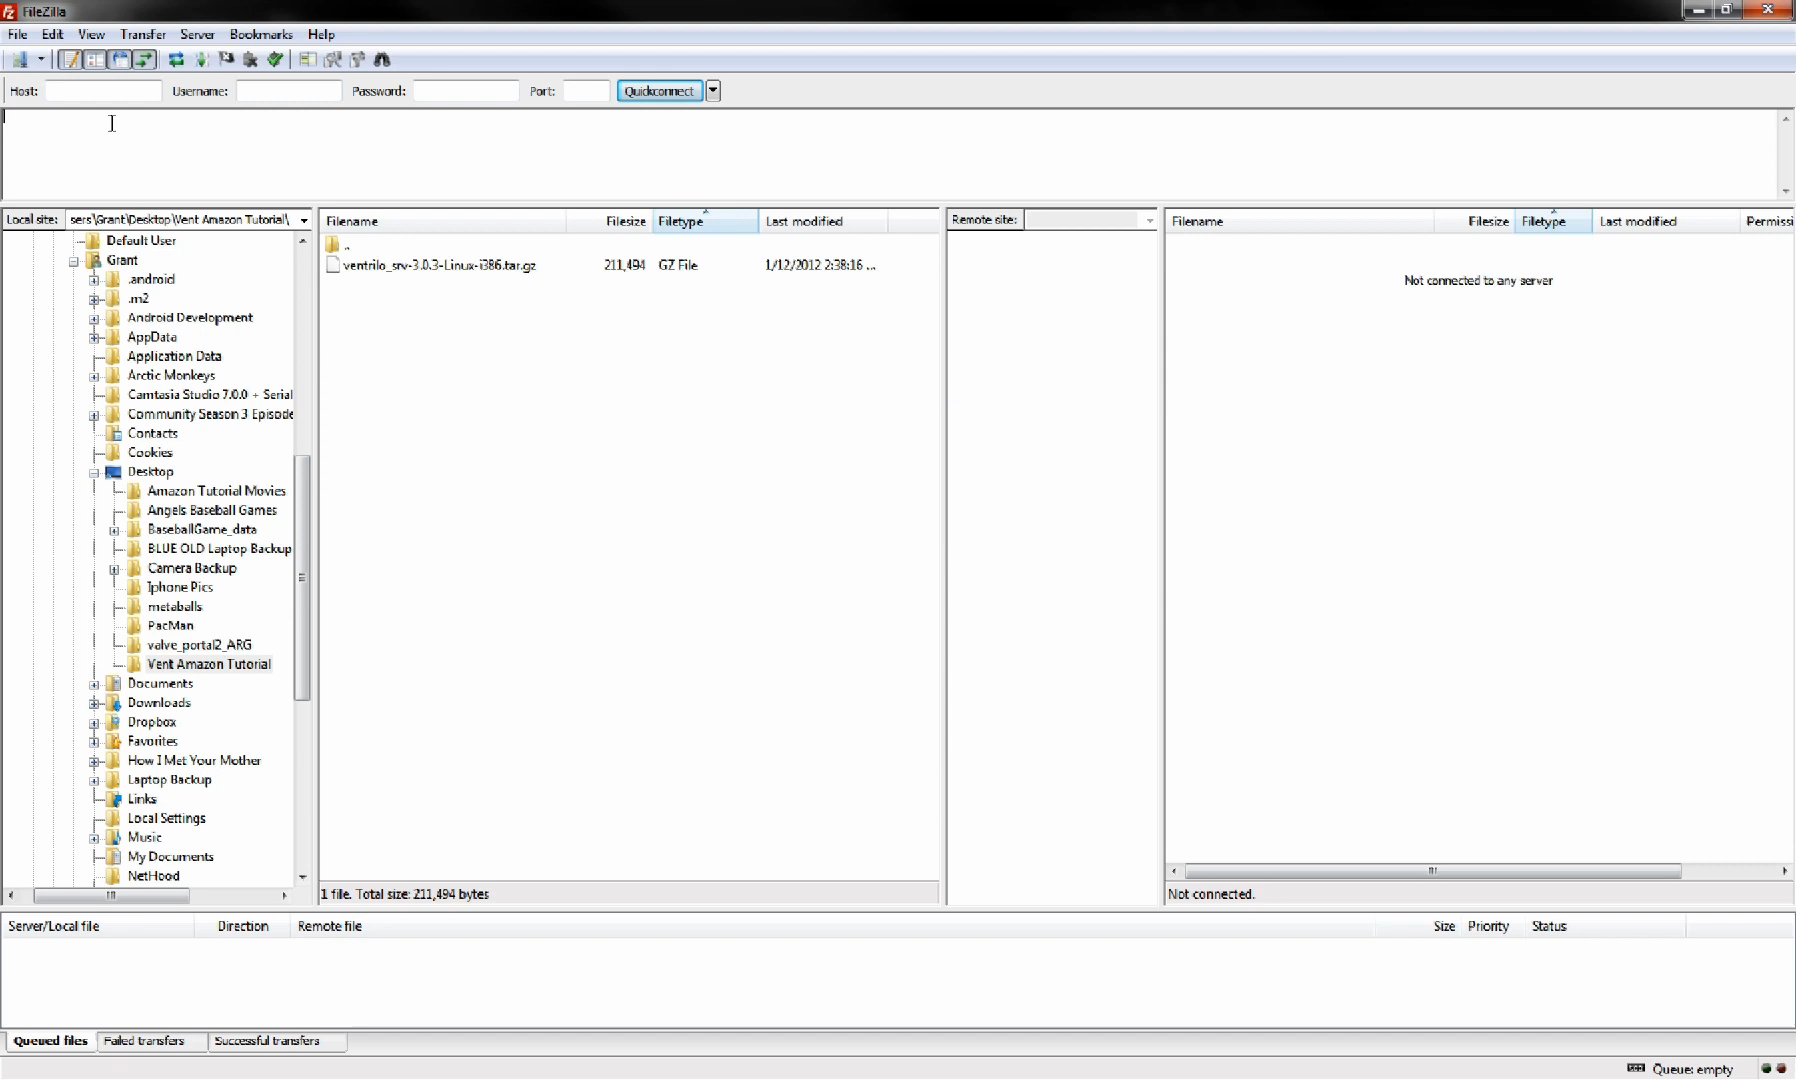 FileZilla
File Edit View Transfer Server Bookmarks Help
Host: Username: Password: Port: Quickconnect
Local site: sers\Grant\Desktop\Vent Amazon Tutorial\
Default User
Grant
.android
.m2
Android Development
AppData
Application Data
Arctic Monkeys
Camtasia Studio 7.0.0 + Serial
Community Season 3 Episode
Contacts
Cookies
Desktop
Amazon Tutorial Movies
Angels Baseball Games
BaseballGame_data
BLUE OLD Laptop Backup
Camera Backup
Iphone Pics
metaballs
PacMan
valve_portal2_ARG
Vent Amazon Tutorial
Documents
Downloads
Dropbox
Favorites
How I Met Your Mother
Laptop Backup
Links
Local Settings
Music
My Documents
NetHood
Filename Filesize Filetype Last modified
..
ventrilo_srv-3.0.3-Linux-i386.tar.gz 211,494 GZ File 1/12/2012 2:38:16 ...
1 file. Total size: 211,494 bytes
Remote site:
Filename Filesize Filetype Last modified Permissi
Not connected to any server
Not connected.
Server/Local file Direction Remote file Size Priority Status
Queued files Failed transfers Successful transfers
Queue: empty